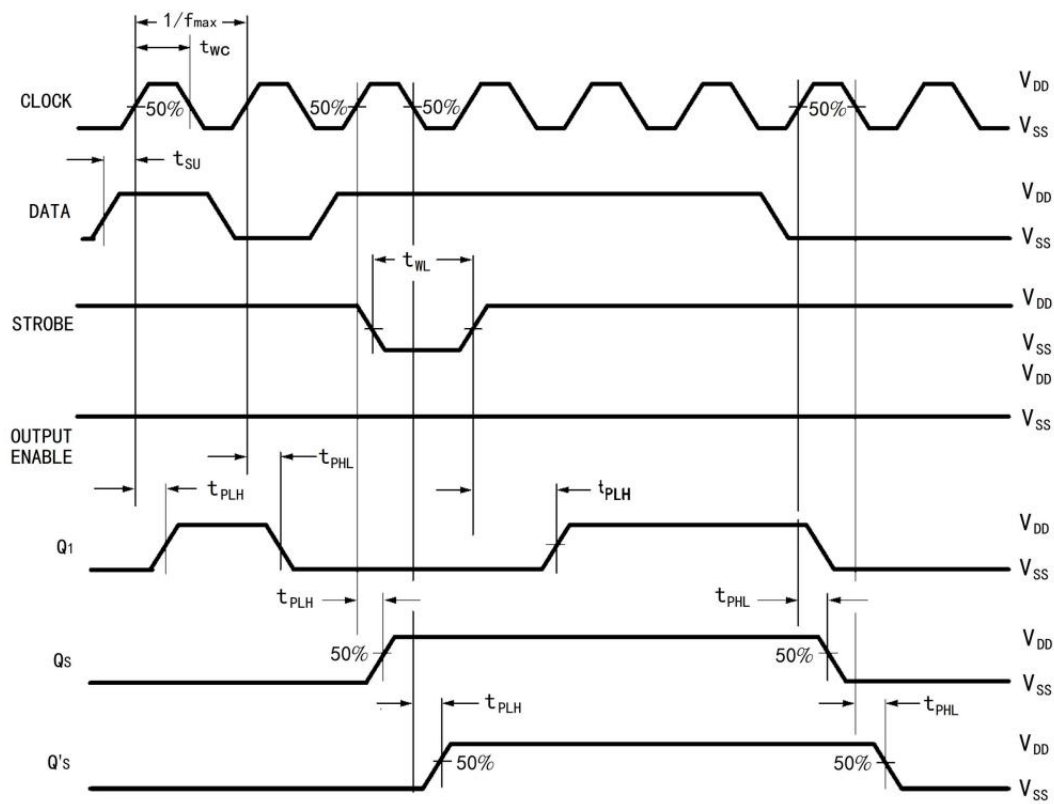 1/fmax
tWC
CLOCK 50% 50% 50% 50% VDD
VSS
tSU
DATA VDD
VSS
tWL
STROBE VDD
VSS
VDD
OUTPUT VSS
ENABLE
tPHL
tPLH tPLH
Q1 VDD
VSS
tPLH tPHL
QS 50% 50% VDD
VSS
tPLH tPHL
Q'S 50% 50% VDD
VSS